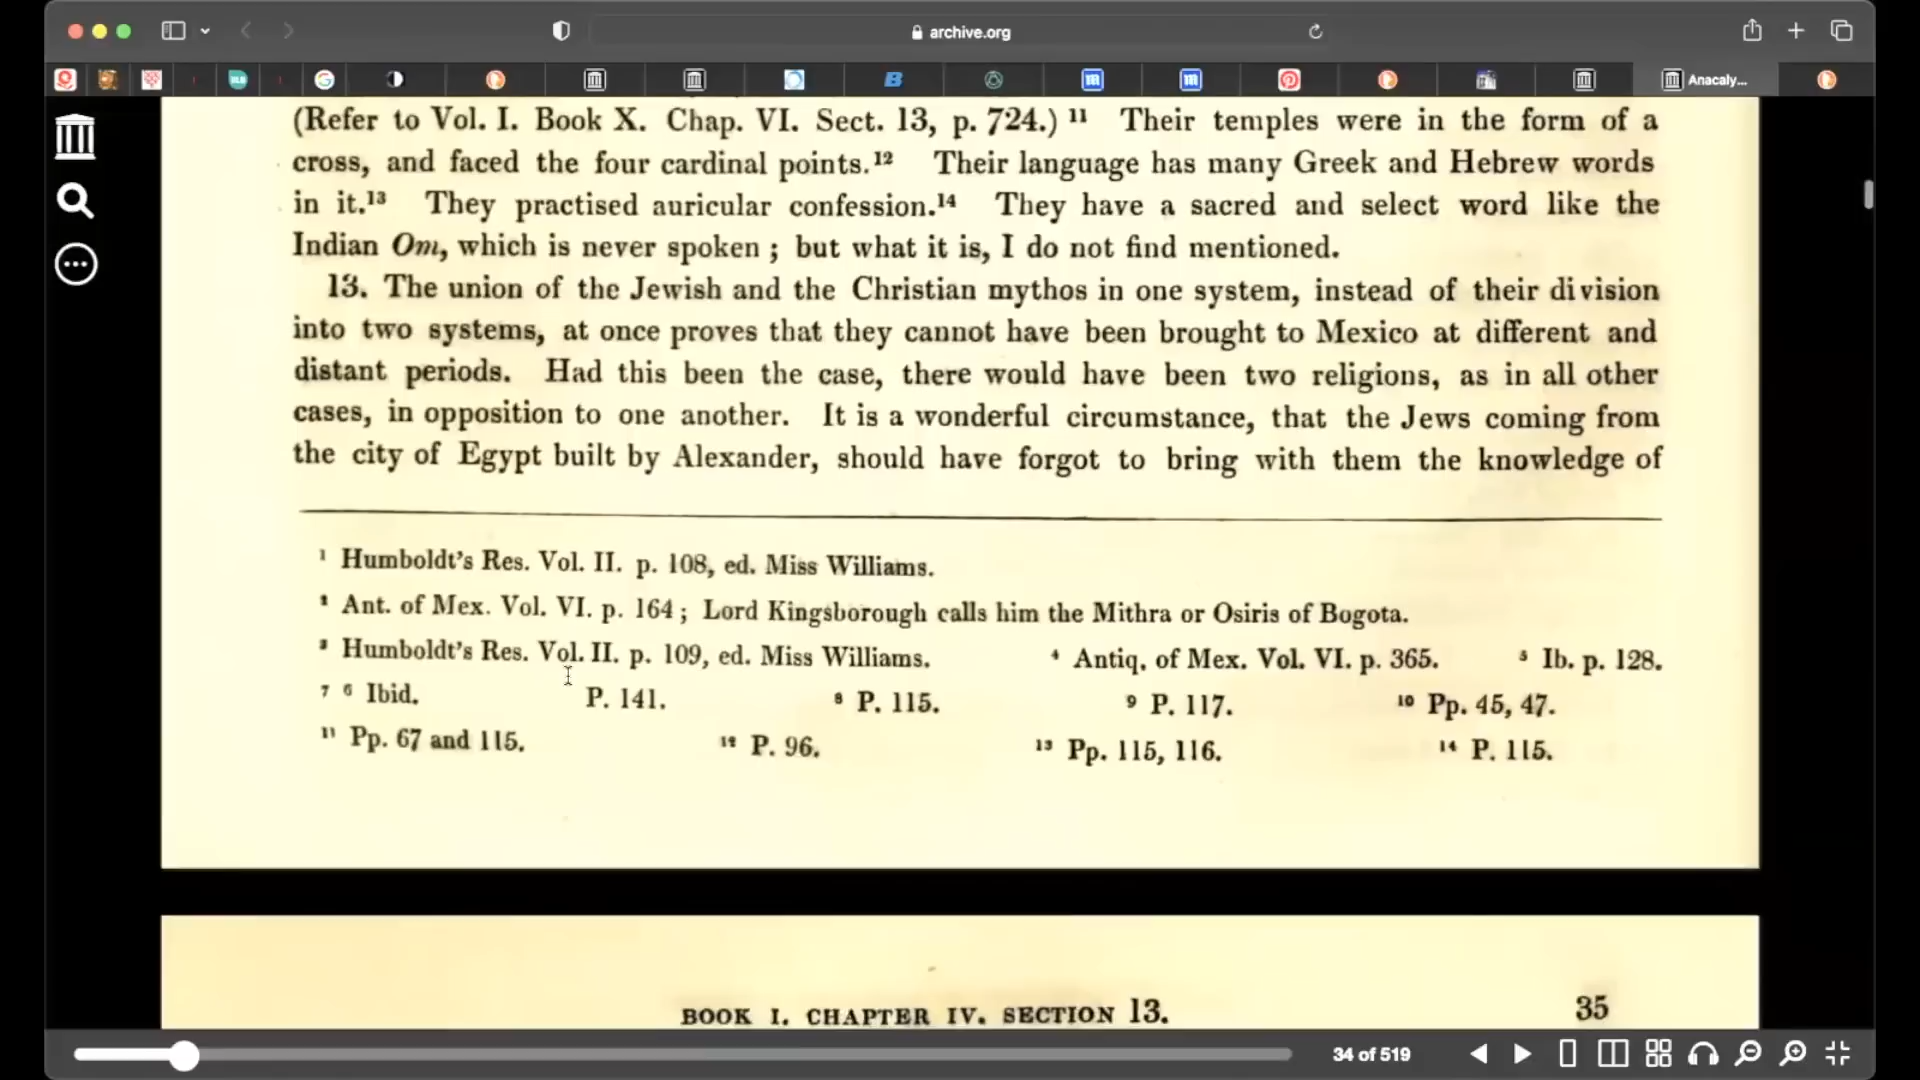 archive.org
Anacaly...
(Refer to Vol. I. Book X. Chap. VI. Sect. 13, p. 724.) ¹¹ Their temples were in the form of a
cross, and faced the four cardinal points.¹² Their language has many Greek and Hebrew words
in it.¹³ They practised auricular confession.¹⁴ They have a sacred and select word like the
Indian Om, which is never spoken ; but what it is, I do not find mentioned.
13. The union of the Jewish and the Christian mythos in one system, instead of their division
into two systems, at once proves that they cannot have been brought to Mexico at different and
distant periods. Had this been the case, there would have been two religions, as in all other
cases, in opposition to one another. It is a wonderful circumstance, that the Jews coming from
the city of Egypt built by Alexander, should have forgot to bring with them the knowledge of
¹ Humboldt's Res. Vol. II. p. 108, ed. Miss Williams.
² Ant. of Mex. Vol. VI. p. 164 ; Lord Kingsborough calls him the Mithra or Osiris of Bogota.
³ Humboldt's Res. Vol. II. p. 109, ed. Miss Williams. ⁴ Antiq. of Mex. Vol. VI. p. 365. ⁵ Ib. p. 128.
⁷ ⁶ Ibid. P. 141. ⁸ P. 115. ⁹ P. 117. ¹⁰ Pp. 45, 47.
¹¹ Pp. 67 and 115. ¹² P. 96. ¹³ Pp. 115, 116. ¹⁴ P. 115.
BOOK I. CHAPTER IV. SECTION 13. 35
34 of 519